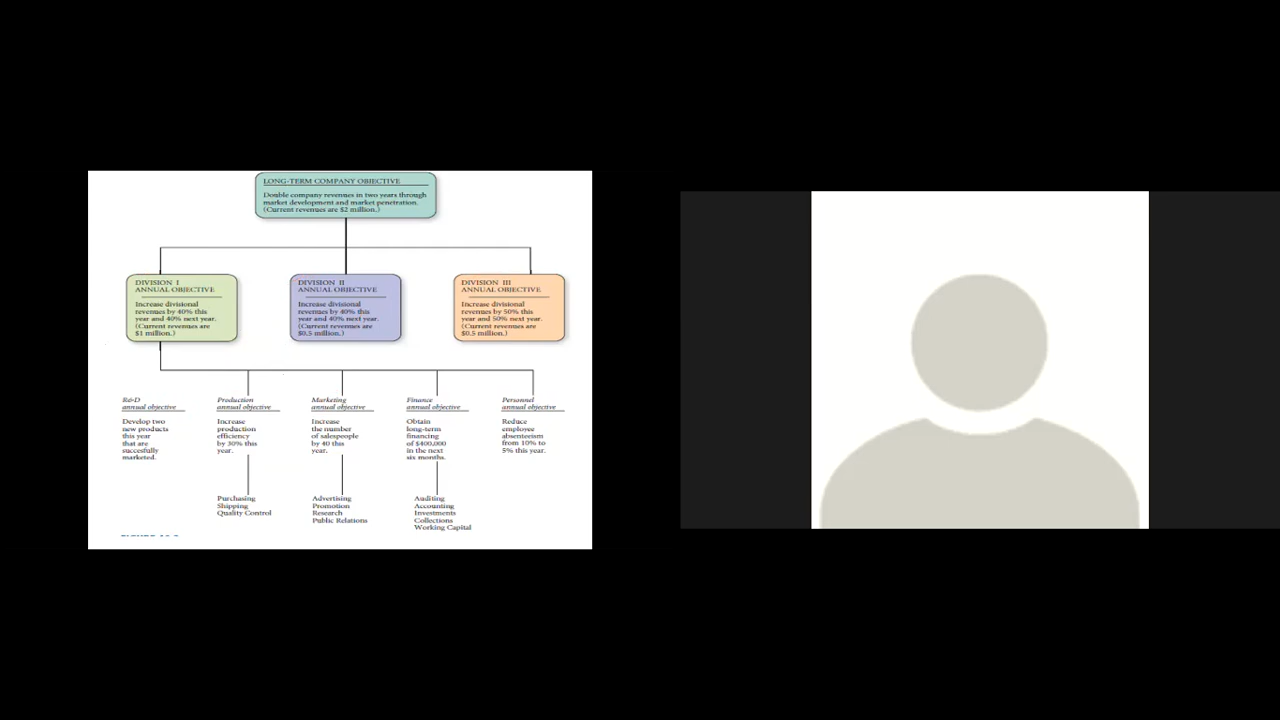 LONG-TERM COMPANY OBJECTIVE
Double company revenues in two years through
market development and market penetration.
(Current revenues are $2 million.)
DIVISION I
ANNUAL OBJECTIVE
Increase divisional
revenues by 40% this
year and 40% next year.
(Current revenues are
$1 million.)
DIVISION II
ANNUAL OBJECTIVE
Increase divisional
revenues by 40% this
year and 40% next year.
(Current revenues are
$0.5 million.)
DIVISION III
ANNUAL OBJECTIVE
Increase divisional
revenues by 50% this
year and 50% next year.
(Current revenues are
$0.5 million.)
R&D
annual objective
Develop two
new products
this year
that are
succesfully
marketed.
Production
annual objective
Increase
production
efficiency
by 30% this
year.
Marketing
annual objective
Increase
the number
of salespeople
by 40 this
year.
Finance
annual objective
Obtain
long-term
financing
of $400,000
in the next
six months.
Personnel
annual objective
Reduce
employee
absenteeism
from 10% to
5% this year.
Purchasing
Shipping
Quality Control
Advertising
Promotion
Research
Public Relations
Auditing
Accounting
Investments
Collections
Working Capital